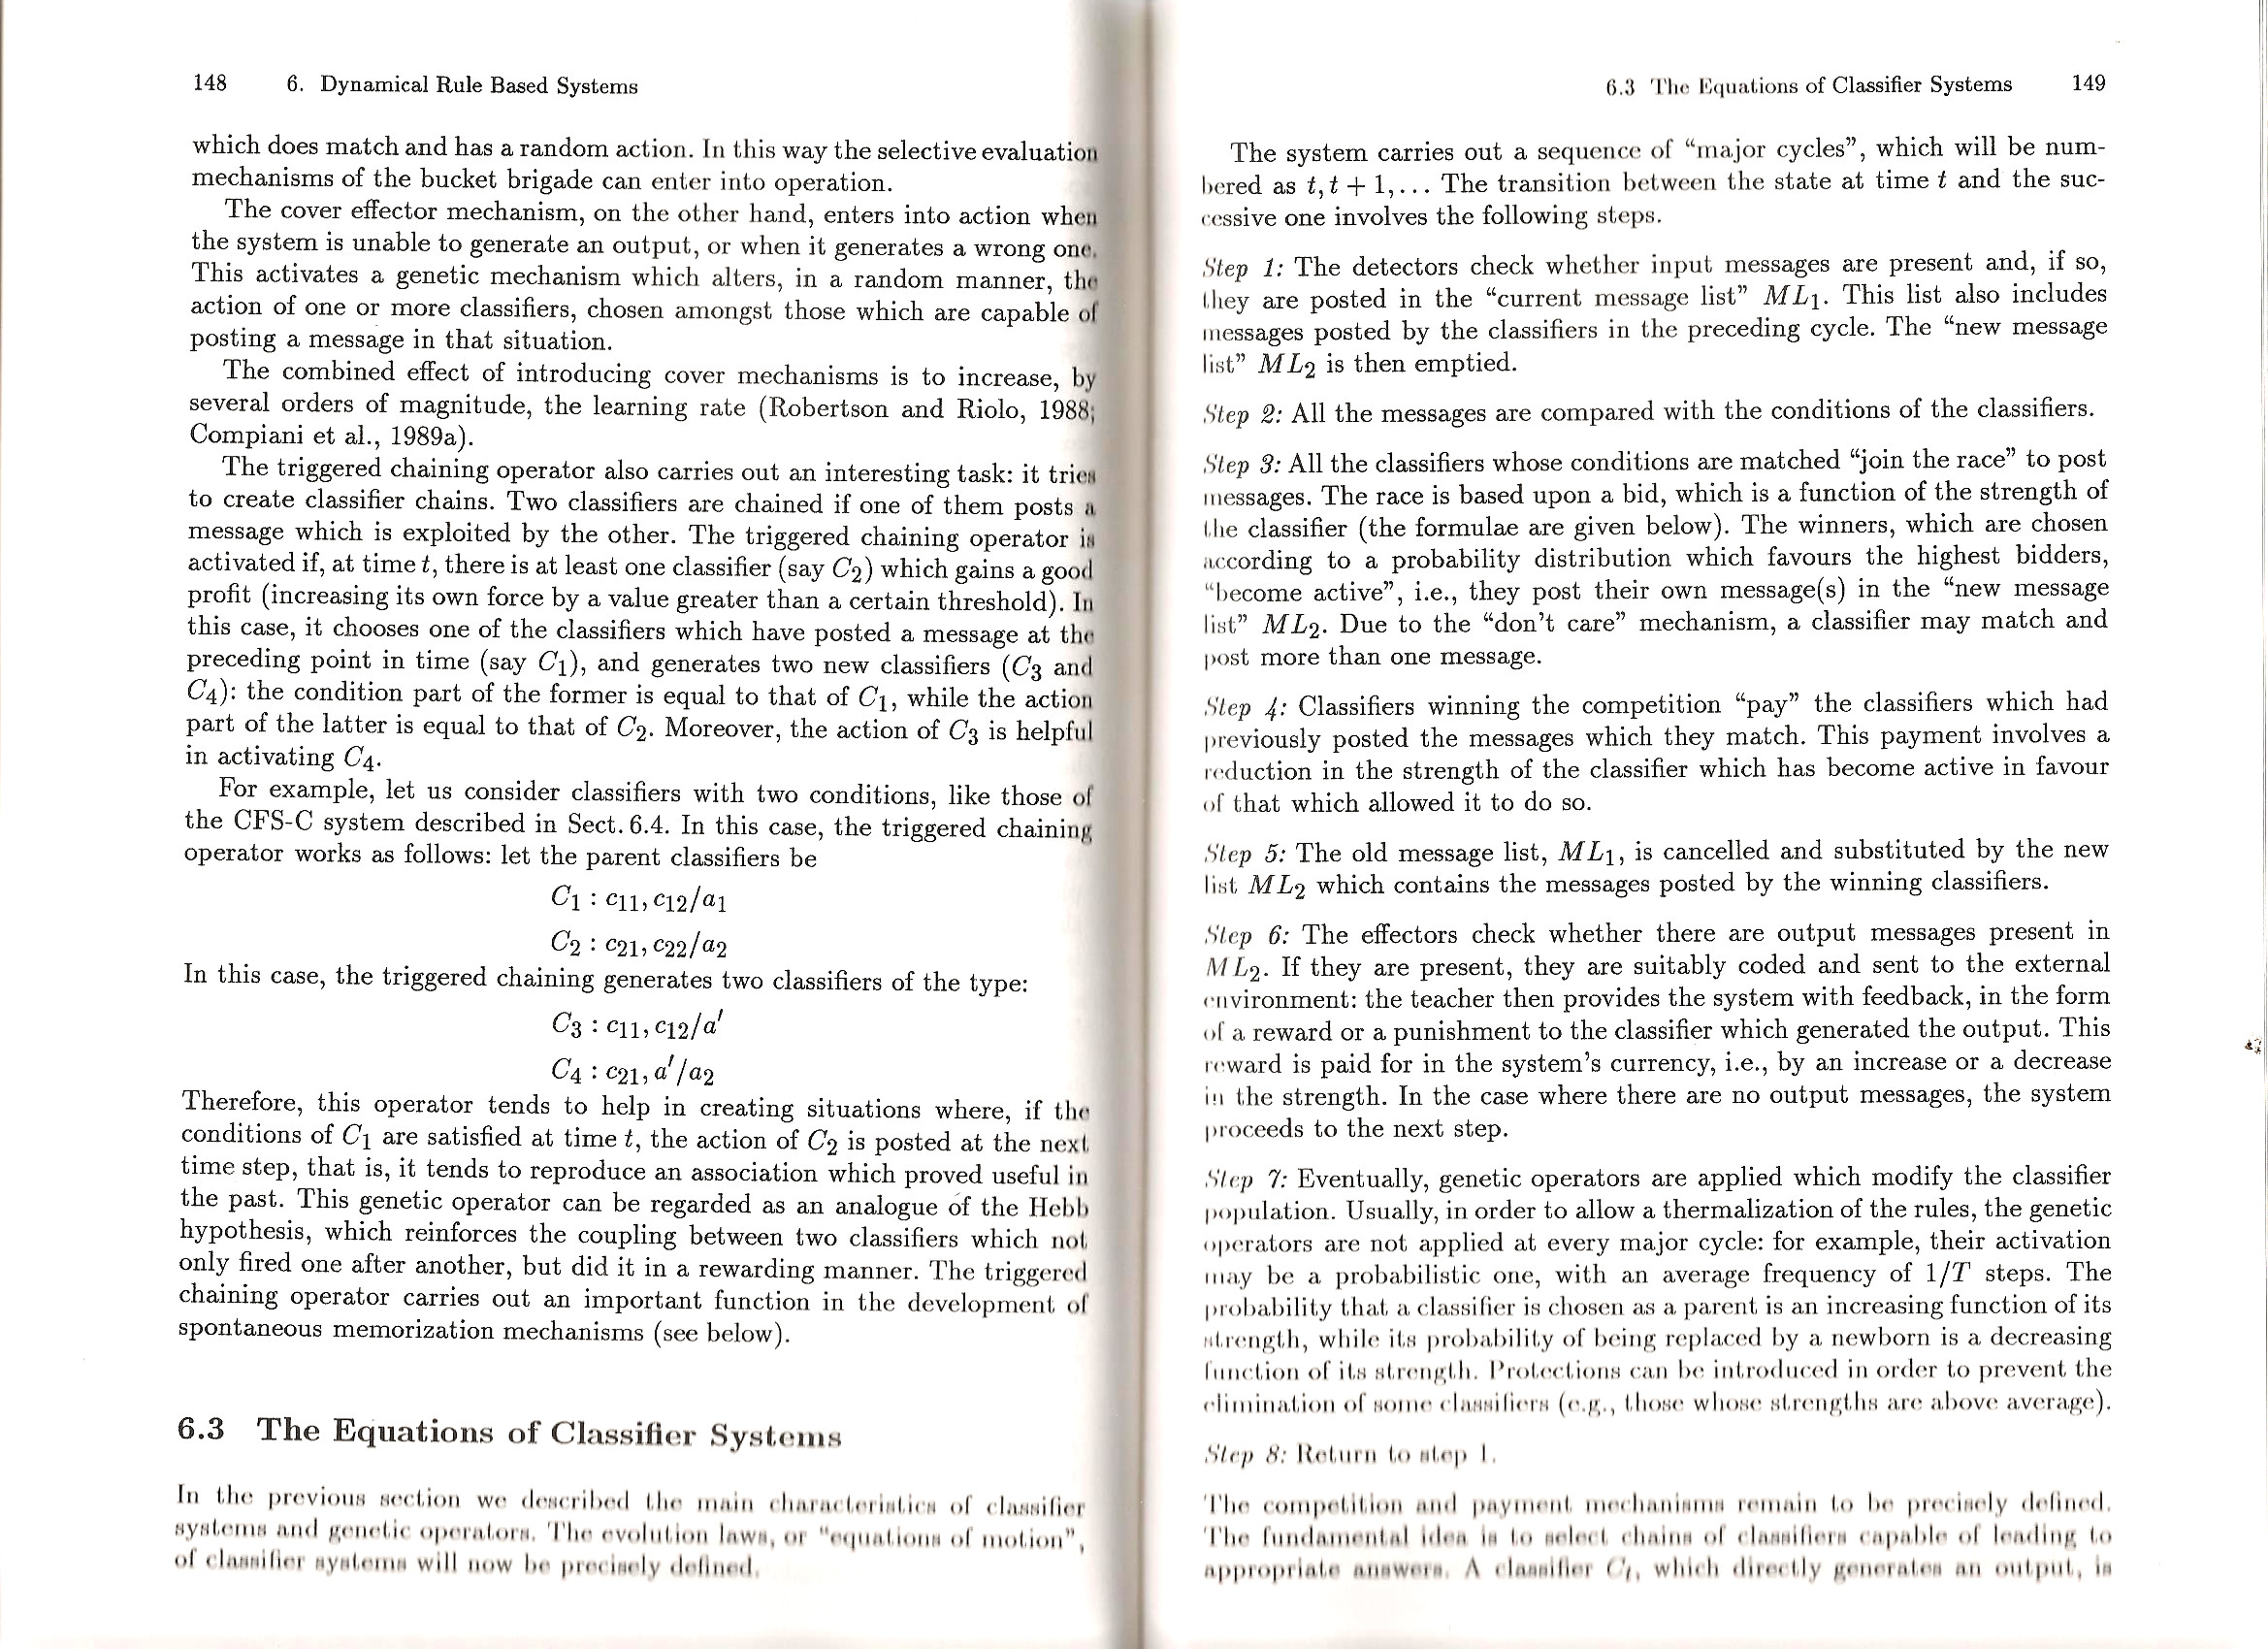 148 6. Dynamical Rule Based Systems
which does match and has a random action. In this way the selective evaluation
mechanisms of the bucket brigade can enter into operation.
The cover effector mechanism, on the other hand, enters into action when
the system is unable to generate an output, or when it generates a wrong one.
This activates a genetic mechanism which alters, in a random manner, the
action of one or more classifiers, chosen amongst those which are capable of
posting a message in that situation.
The combined effect of introducing cover mechanisms is to increase, by
several orders of magnitude, the learning rate (Robertson and Riolo, 1988;
Compiani et al., 1989a).
The triggered chaining operator also carries out an interesting task: it tries
to create classifier chains. Two classifiers are chained if one of them posts a
message which is exploited by the other. The triggered chaining operator is
activated if, at time t, there is at least one classifier (say C₂) which gains a good
profit (increasing its own force by a value greater than a certain threshold). In
this case, it chooses one of the classifiers which have posted a message at the
preceding point in time (say C₁), and generates two new classifiers (C₃ and
C₄): the condition part of the former is equal to that of C₁, while the action
part of the latter is equal to that of C₂. Moreover, the action of C₃ is helpful
in activating C₄.
For example, let us consider classifiers with two conditions, like those of
the CFS-C system described in Sect. 6.4. In this case, the triggered chaining
operator works as follows: let the parent classifiers be
C₁ : c₁₁, c₁₂/a₁
C₂ : c₂₁, c₂₂/a₂
In this case, the triggered chaining generates two classifiers of the type:
C₃ : c₁₁, c₁₂/a′
C₄ : c₂₁, a′/a₂
Therefore, this operator tends to help in creating situations where, if the
conditions of C₁ are satisfied at time t, the action of C₂ is posted at the next
time step, that is, it tends to reproduce an association which proved useful in
the past. This genetic operator can be regarded as an analogue of the Hebb
hypothesis, which reinforces the coupling between two classifiers which not
only fired one after another, but did it in a rewarding manner. The triggered
chaining operator carries out an important function in the development of
spontaneous memorization mechanisms (see below).
6.3 The Equations of Classifier Systems
In the previous section we described the main characteristics of classifier
systems and genetic operators. The evolution laws, or "equations of motion",
of classifier systems will now be precisely defined.
6.3 The Equations of Classifier Systems 149
The system carries out a sequence of "major cycles", which will be num-
bered as t, t + 1, . . . The transition between the state at time t and the suc-
cessive one involves the following steps.
Step 1: The detectors check whether input messages are present and, if so,
they are posted in the "current message list" ML₁. This list also includes
messages posted by the classifiers in the preceding cycle. The "new message
list" ML₂ is then emptied.
Step 2: All the messages are compared with the conditions of the classifiers.
Step 3: All the classifiers whose conditions are matched "join the race" to post
messages. The race is based upon a bid, which is a function of the strength of
the classifier (the formulae are given below). The winners, which are chosen
according to a probability distribution which favours the highest bidders,
"become active", i.e., they post their own message(s) in the "new message
list" ML₂. Due to the "don't care" mechanism, a classifier may match and
post more than one message.
Step 4: Classifiers winning the competition "pay" the classifiers which had
previously posted the messages which they match. This payment involves a
reduction in the strength of the classifier which has become active in favour
of that which allowed it to do so.
Step 5: The old message list, ML₁, is cancelled and substituted by the new
list ML₂ which contains the messages posted by the winning classifiers.
Step 6: The effectors check whether there are output messages present in
ML₂. If they are present, they are suitably coded and sent to the external
environment: the teacher then provides the system with feedback, in the form
of a reward or a punishment to the classifier which generated the output. This
reward is paid for in the system's currency, i.e., by an increase or a decrease
in the strength. In the case where there are no output messages, the system
proceeds to the next step.
Step 7: Eventually, genetic operators are applied which modify the classifier
population. Usually, in order to allow a thermalization of the rules, the genetic
operators are not applied at every major cycle: for example, their activation
may be a probabilistic one, with an average frequency of 1/T steps. The
probability that a classifier is chosen as a parent is an increasing function of its
strength, while its probability of being replaced by a newborn is a decreasing
function of its strength. Protections can be introduced in order to prevent the
elimination of some classifiers (e.g., those whose strengths are above average).
Step 8: Return to step 1.
The competition and payment mechanisms remain to be precisely defined.
The fundamental idea is to select chains of classifiers capable of leading to
appropriate answers. A classifier Cₜ, which directly generates an output, is